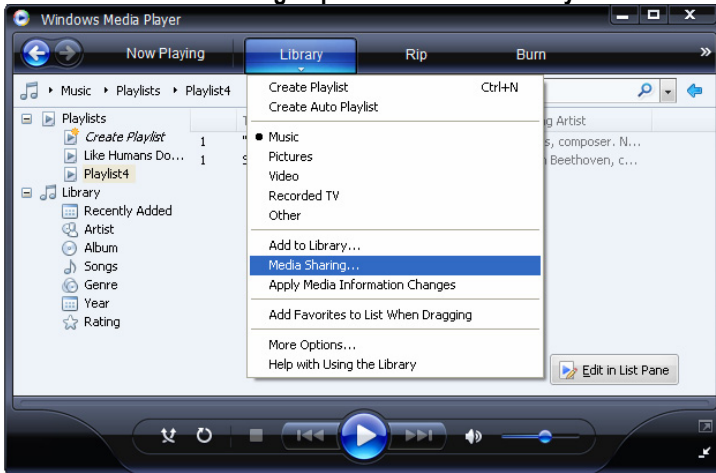 Windows Media Player
Now Playing Library Rip Burn »
Music ▸ Playlists ▸ Playlist4
Playlists
Create Playlist
Like Humans Do...
Playlist4
Library
Recently Added
Artist
Album
Songs
Genre
Year
Rating
1
1
Create Playlist Ctrl+N
Create Auto Playlist
Music
Pictures
Video
Recorded TV
Other
Add to Library...
Media Sharing...
Apply Media Information Changes
Add Favorites to List When Dragging
More Options...
Help with Using the Library
g Artist
s, composer. N...
Beethoven, c...
Edit in List Pane